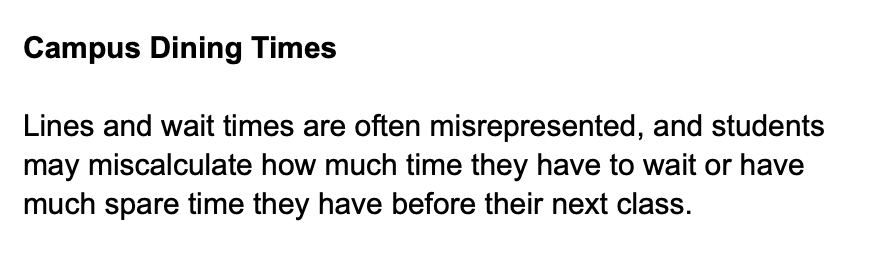 Campus Dining Times
Lines and wait times are often misrepresented, and students
may miscalculate how much time they have to wait or have
much spare time they have before their next class.